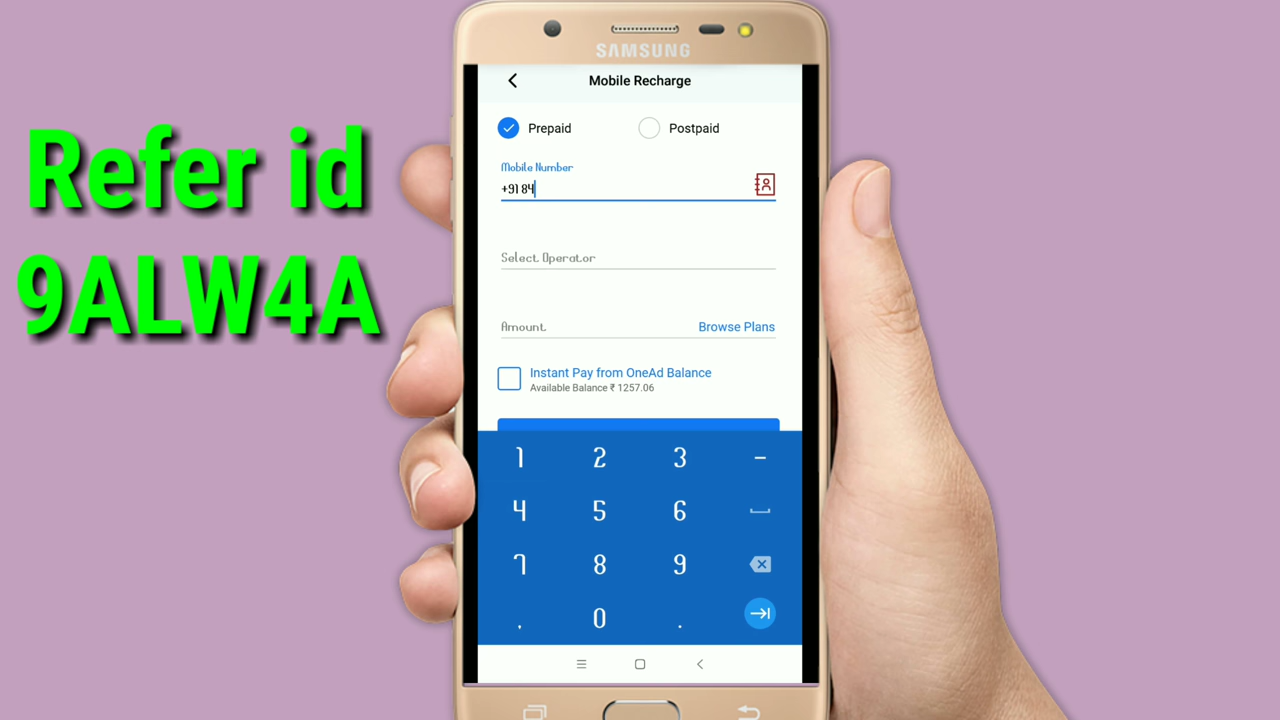 Refer id
9ALW4A
SAMSUNG
Mobile Recharge
Prepaid
Postpaid
Mobile Number
+91 84
Select Operator
Amount
Browse Plans
Instant Pay from OneAd Balance
Available Balance ₹ 1257.06
1 2 3 -
4 5 6
7 8 9
, 0 .